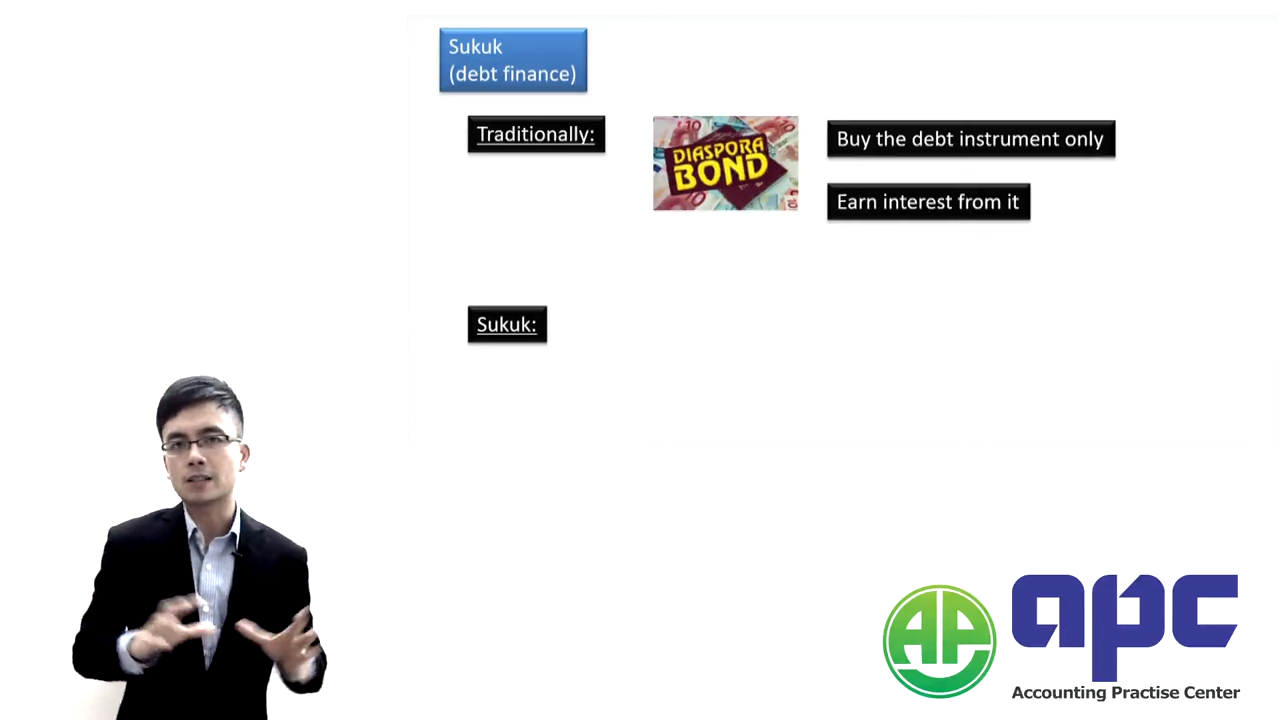 Sukuk
(debt finance)
Traditionally:
DIASPORA
BOND
Buy the debt instrument only
Earn interest from it
Sukuk:
AP
apc
Accounting Practise Center